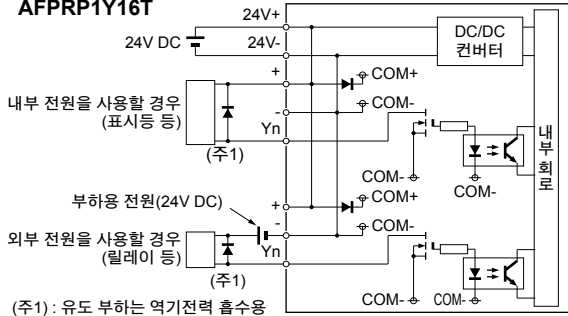 AFPRP1Y16T
24V+
24V DC
24V-
DC/DC
컨버터
+
COM+
내부 전원을 사용할 경우
(표시등 등)
-
COM-
Yn
(주1)
COM-
COM-
내부회로
부하용 전원(24V DC)
+
COM+
-
COM-
외부 전원을 사용할 경우
(릴레이 등)
Yn
(주1)
COM-
COM-
(주1) : 유도 부하는 역기전력 흡수용